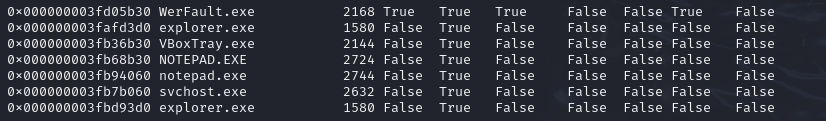 0×000000003fd05b30 WerFault.exe 2168 True True True False False True False
0×000000003fafd3d0 explorer.exe 1580 False True False False False False False
0×000000003fb36b30 VBoxTray.exe 2144 False True False False False False False
0×000000003fb68b30 NOTEPAD.EXE 2724 False True False False False False False
0×000000003fb94060 notepad.exe 2744 False True False False False False False
0×000000003fb7b060 svchost.exe 2632 False True False False False False False
0×000000003fbd93d0 explorer.exe 1580 False True False False False False False